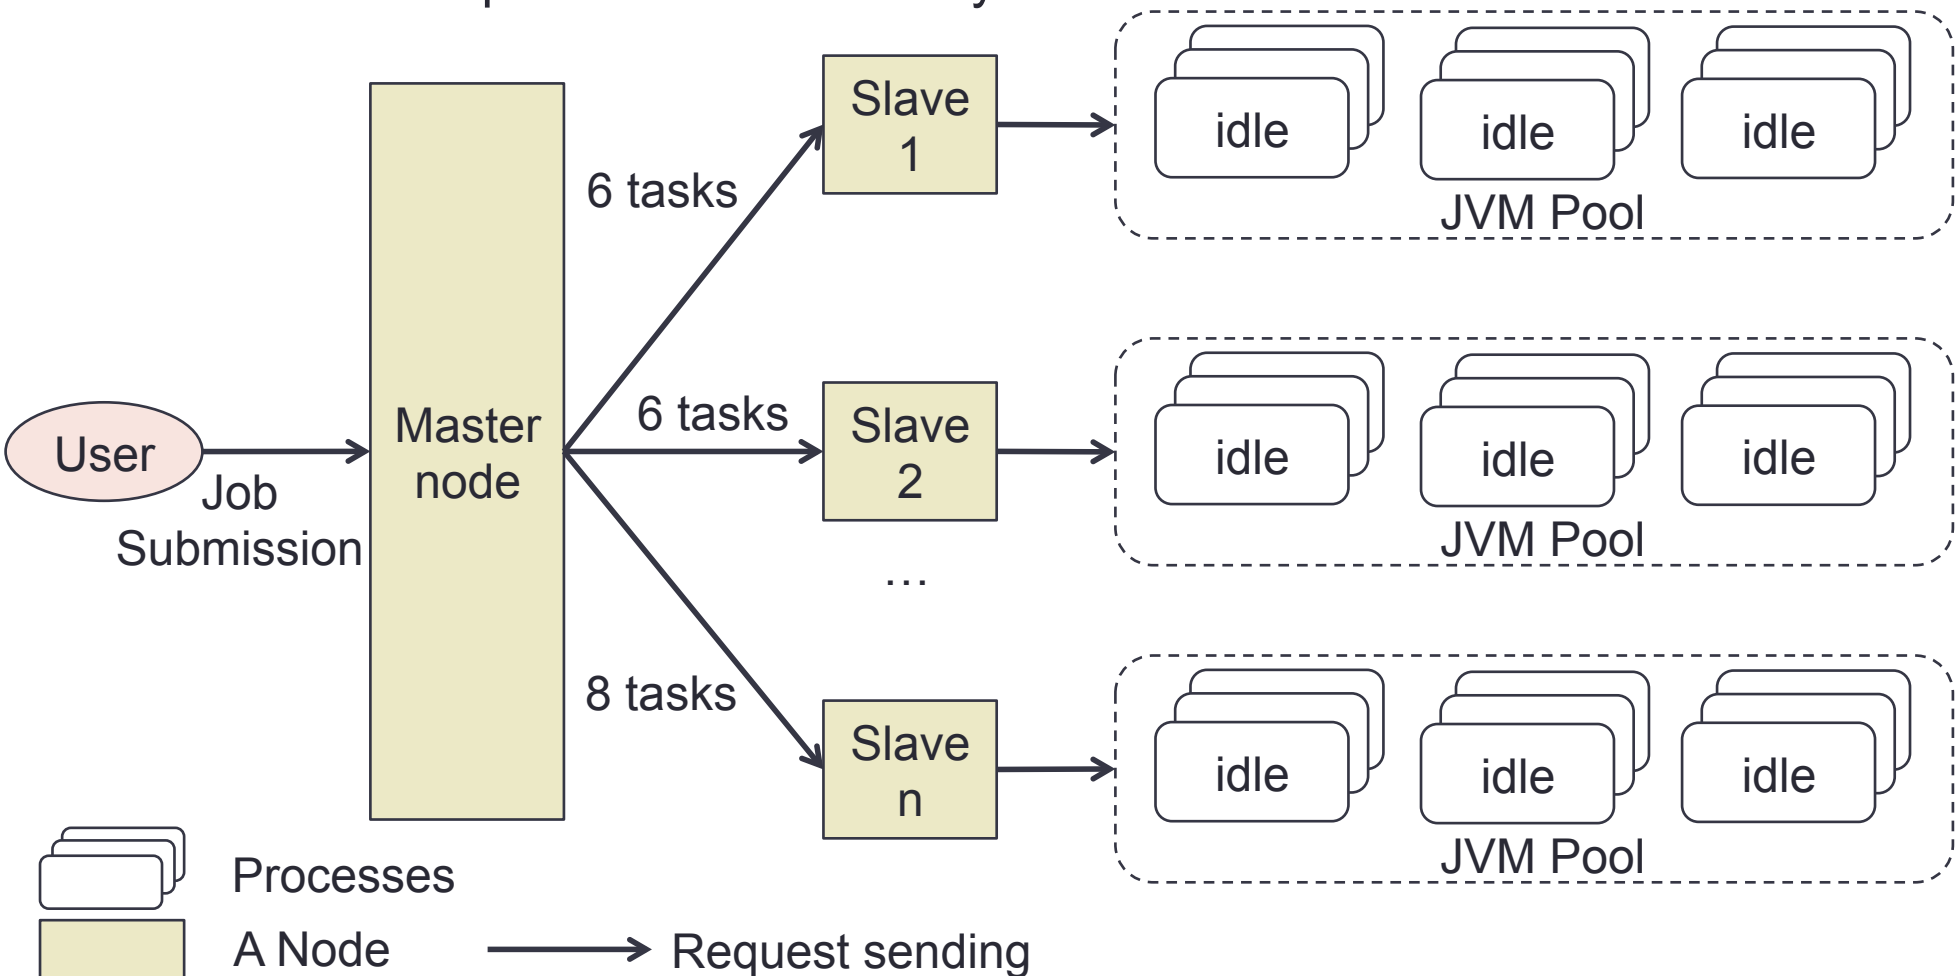 6 tasks
Slave
1
idle
idle
idle
JVM Pool
User
Job
Submission
Master
node
6 tasks
Slave
2
idle
idle
idle
JVM Pool
…
8 tasks
Slave
n
idle
idle
idle
JVM Pool
Processes
A Node
Request sending